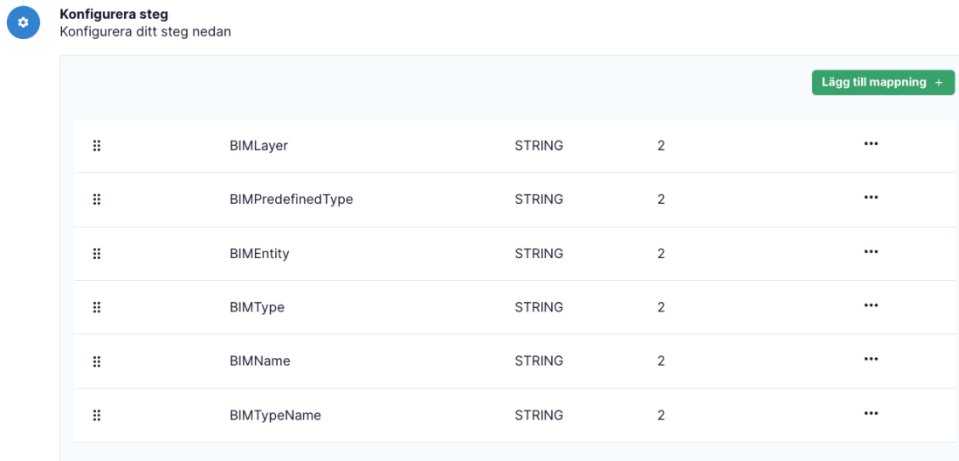 Konfigurera steg
Konfigurera ditt steg nedan
Lägg till mappning +
BIMLayer STRING 2
BIMPredefinedType STRING 2
BIMEntity STRING 2
BIMType STRING 2
BIMName STRING 2
BIMTypeName STRING 2